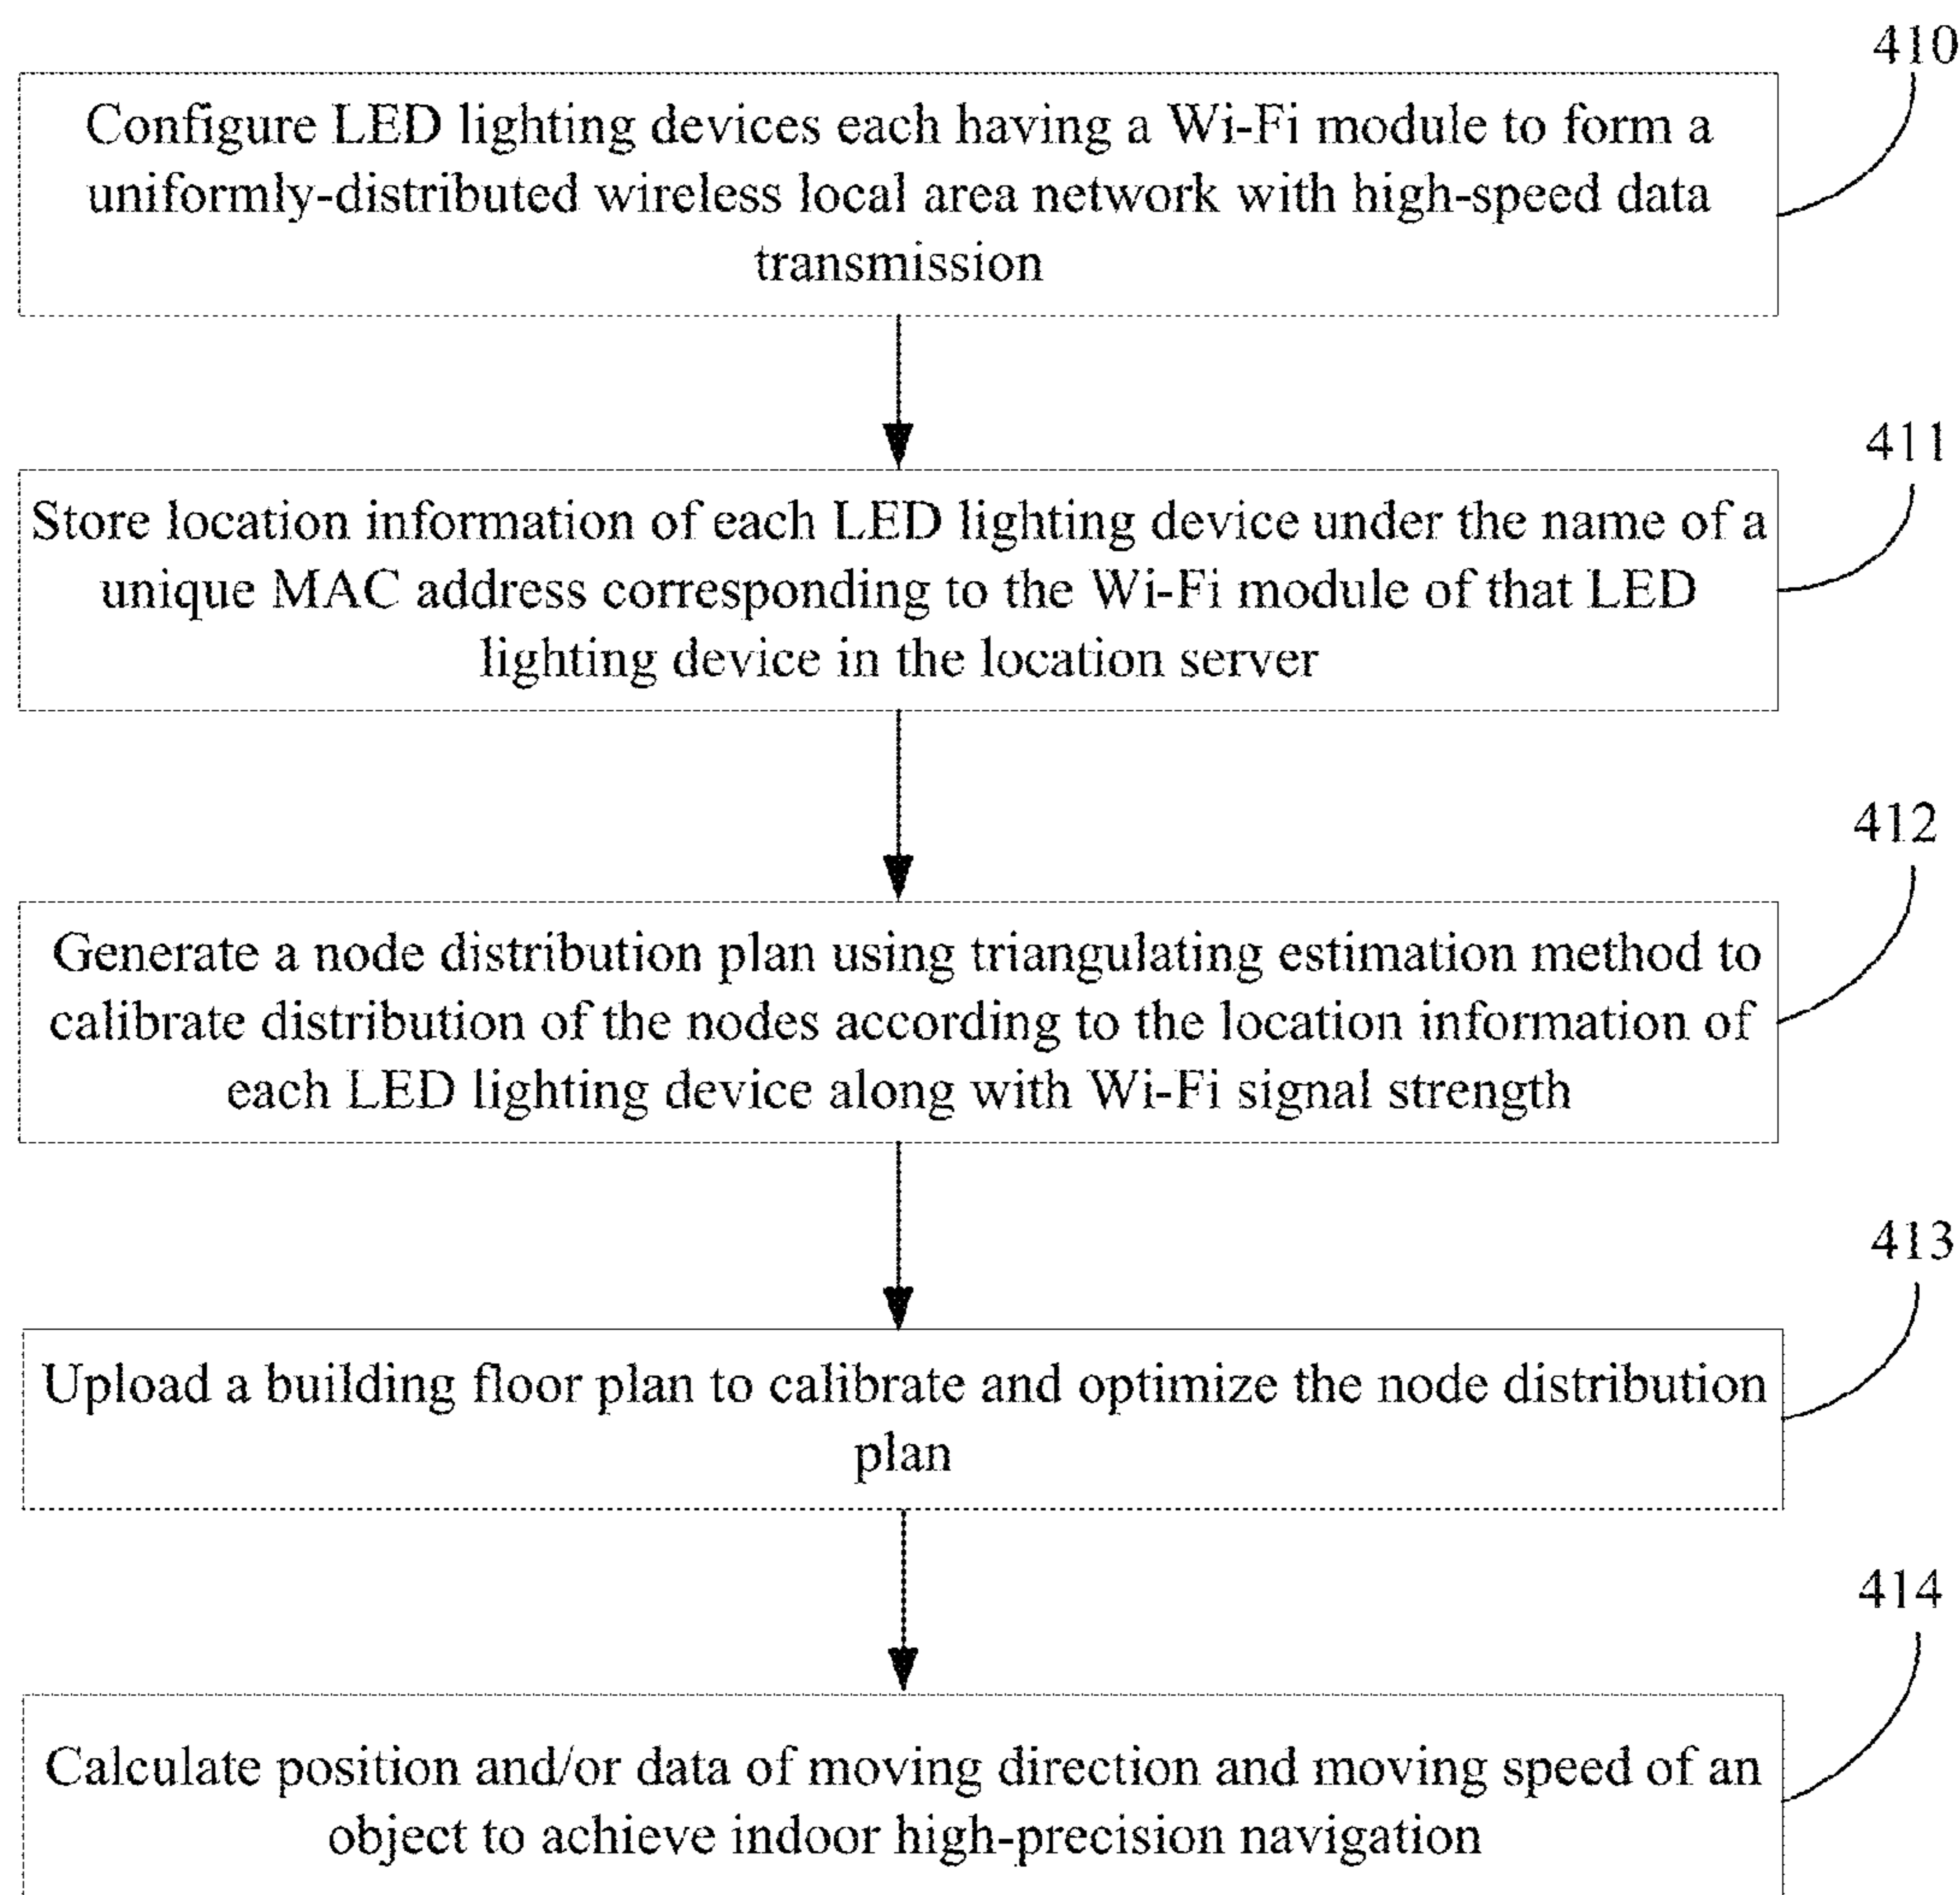 410
Configure LED lighting devices each having a Wi-Fi module to form a
uniformly-distributed wireless local area network with high-speed data
transmission
411
Store location information of each LED lighting device under the name of a
unique MAC address corresponding to the Wi-Fi module of that LED
lighting device in the location server
412
Generate a node distribution plan using triangulating estimation method to
calibrate distribution of the nodes according to the location information of
each LED lighting device along with Wi-Fi signal strength
413
Upload a building floor plan to calibrate and optimize the node distribution
plan
414
Calculate position and/or data of moving direction and moving speed of an
object to achieve indoor high-precision navigation